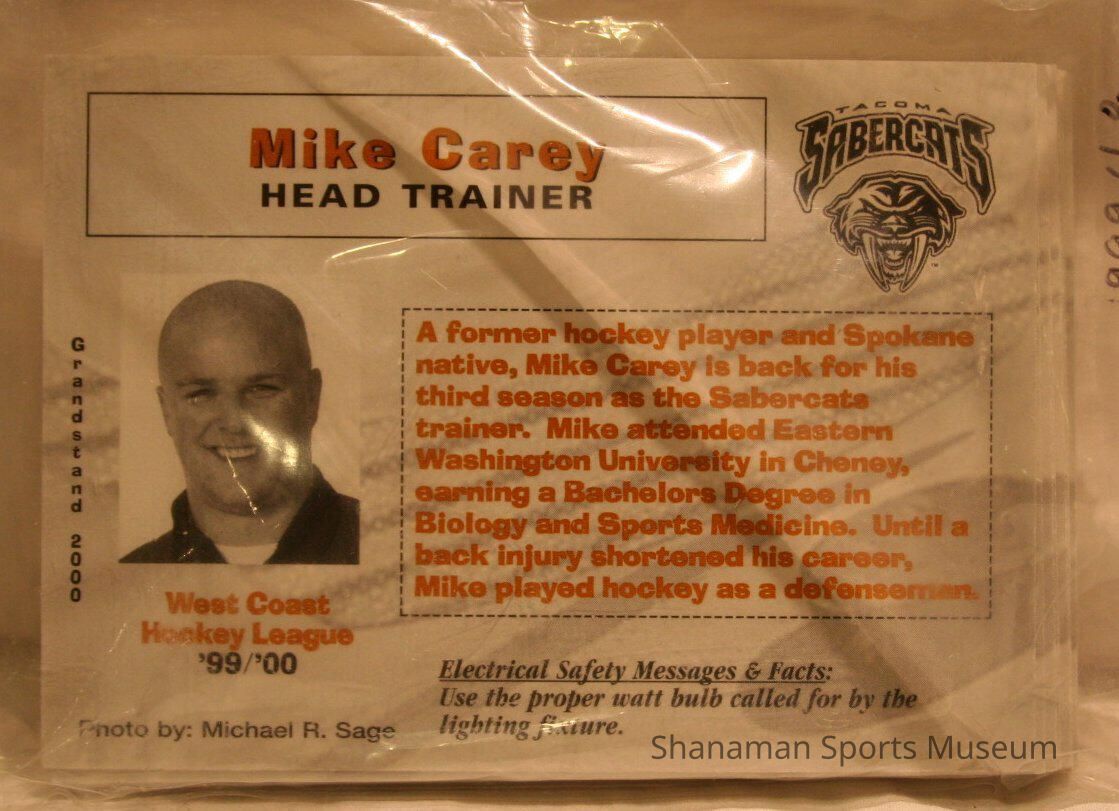 Mike Carey
HEAD TRAINER
TACOMA
SABERCATS
TM
Grandstand 2000
A former hockey player and Spokane
native, Mike Carey is back for his
third season as the Sabercats
trainer. Mike attended Eastern
Washington University in Cheney,
earning a Bachelors Degree in
Biology and Sports Medicine. Until a
back injury shortened his career,
Mike played hockey as a defenseman.
West Coast
Hockey League
'99/'00
Electrical Safety Messages & Facts:
Use the proper watt bulb called for by the
lighting fixture.
Photo by: Michael R. Sage
Shanaman Sports Museum